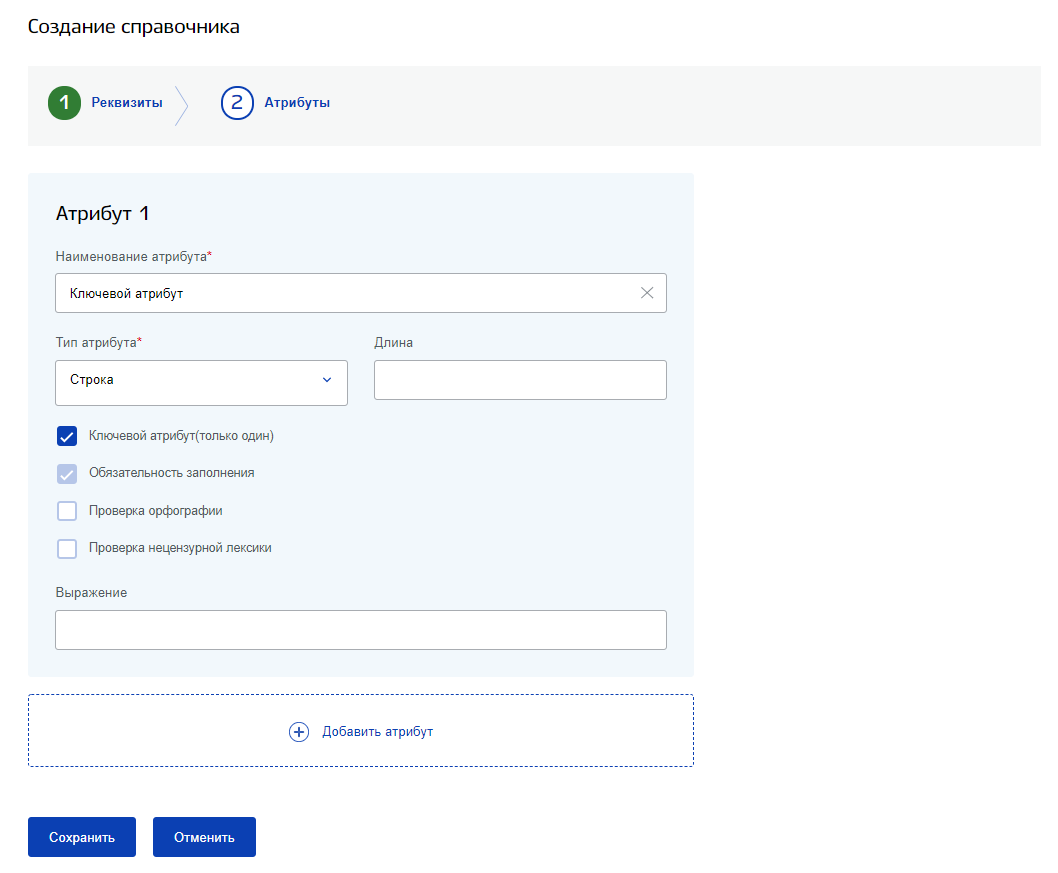 Создание справочника
1 Реквизиты 2 Атрибуты
Атрибут 1
Наименование атрибута*
Ключевой атрибут
Тип атрибута* Длина
Строка
Ключевой атрибут(только один)
Обязательность заполнения
Проверка орфографии
Проверка нецензурной лексики
Выражение
Добавить атрибут
Сохранить Отменить